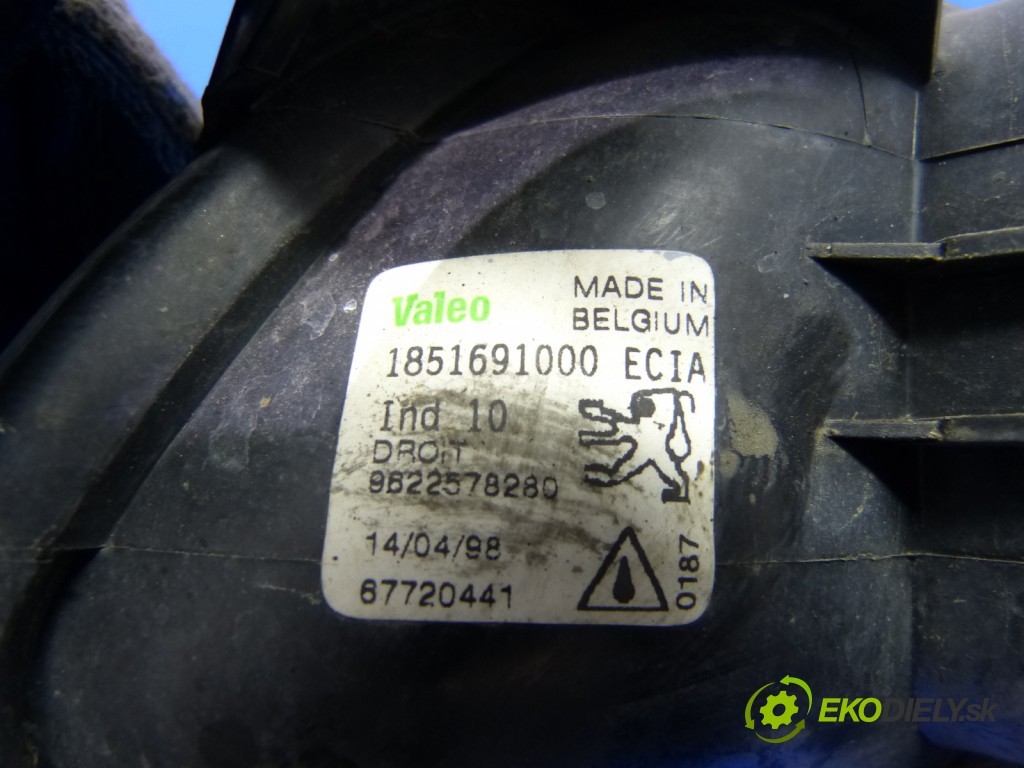 Valeo
MADE IN
BELGIUM
1851691000 ECIA
Ind 10
DROIT
9622578280
14/04/98
67720441
0187
EKODIELY.sk